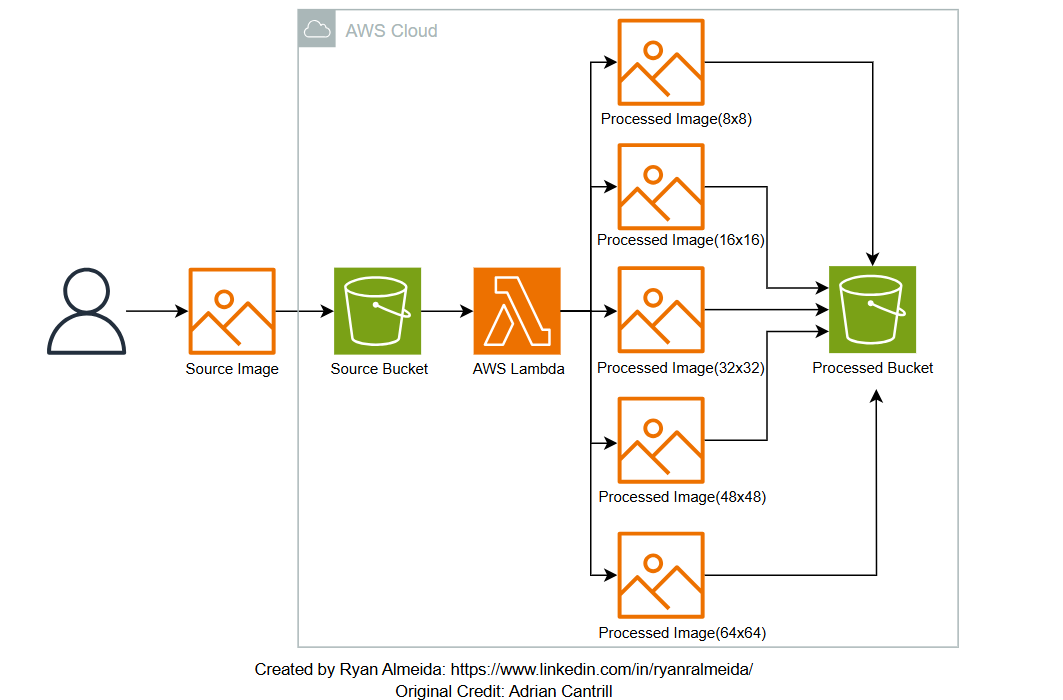 AWS Cloud
Processed Image(8x8)
Processed Image(16x16)
Source Image
Source Bucket
AWS Lambda
Processed Image(32x32)
Processed Bucket
Processed Image(48x48)
Processed Image(64x64)
Created by Ryan Almeida: https://www.linkedin.com/in/ryanralmeida/
Original Credit: Adrian Cantrill